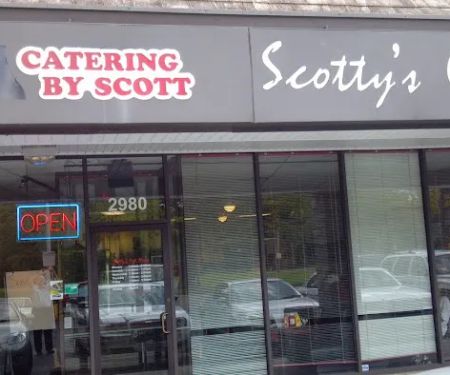 CATERING
BY SCOTT
Scotty's
2980
OPEN